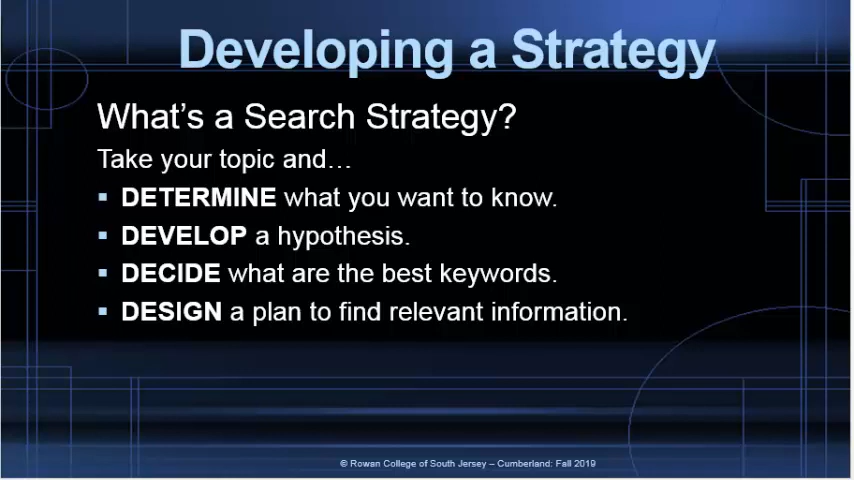 Developing a Strategy
What's a Search Strategy?
Take your topic and…
▪ DETERMINE what you want to know.
▪ DEVELOP a hypothesis.
▪ DECIDE what are the best keywords.
▪ DESIGN a plan to find relevant information.
© Rowan College of South Jersey – Cumberland: Fall 2019